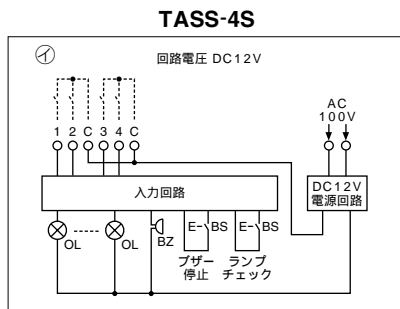 TASS-4S
イ 回路電圧 DC12V
AC
100V
1 2 C 3 4 C
入力回路
DC12V
電源回路
OL OL BZ E BS E BS
ブザー
停止
ランプ
チェック